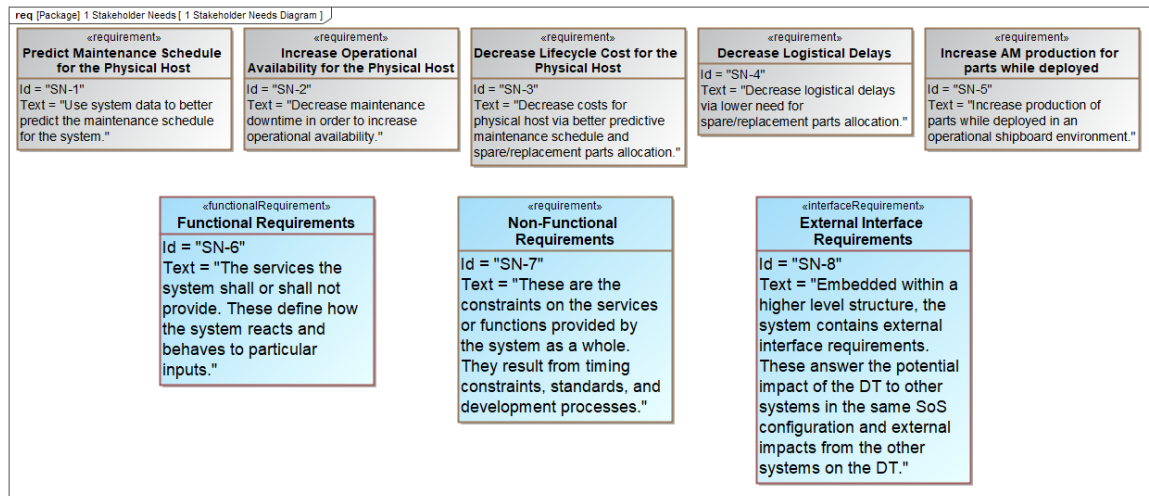 req [Package] 1 Stakeholder Needs [ 1 Stakeholder Needs Diagram ]
«requirement»
Predict Maintenance Schedule
for the Physical Host
Id = "SN-1"
Text = "Use system data to better
predict the maintenance schedule
for the system."
«requirement»
Increase Operational
Availability for the Physical Host
Id = "SN-2"
Text = "Decrease maintenance
downtime in order to increase
operational availability."
«requirement»
Decrease Lifecycle Cost for the
Physical Host
Id = "SN-3"
Text = "Decrease costs for
physical host via better predictive
maintenance schedule and
spare/replacement parts allocation."
«requirement»
Decrease Logistical Delays
Id = "SN-4"
Text = "Decrease logistical delays
via lower need for
spare/replacement parts allocation."
«requirement»
Increase AM production for
parts while deployed
Id = "SN-5"
Text = "Increase production of
parts while deployed in an
operational shipboard environment."
«functionalRequirement»
Functional Requirements
Id = "SN-6"
Text = "The services the
system shall or shall not
provide. These define how
the system reacts and
behaves to particular
inputs."
«requirement»
Non-Functional
Requirements
Id = "SN-7"
Text = "These are the
constraints on the services
or functions provided by
the system as a whole.
They result from timing
constraints, standards, and
development processes."
«interfaceRequirement»
External Interface
Requirements
Id = "SN-8"
Text = "Embedded within a
higher level structure, the
system contains external
interface requirements.
These answer the potential
impact of the DT to other
systems in the same SoS
configuration and external
impacts from the other
systems on the DT."